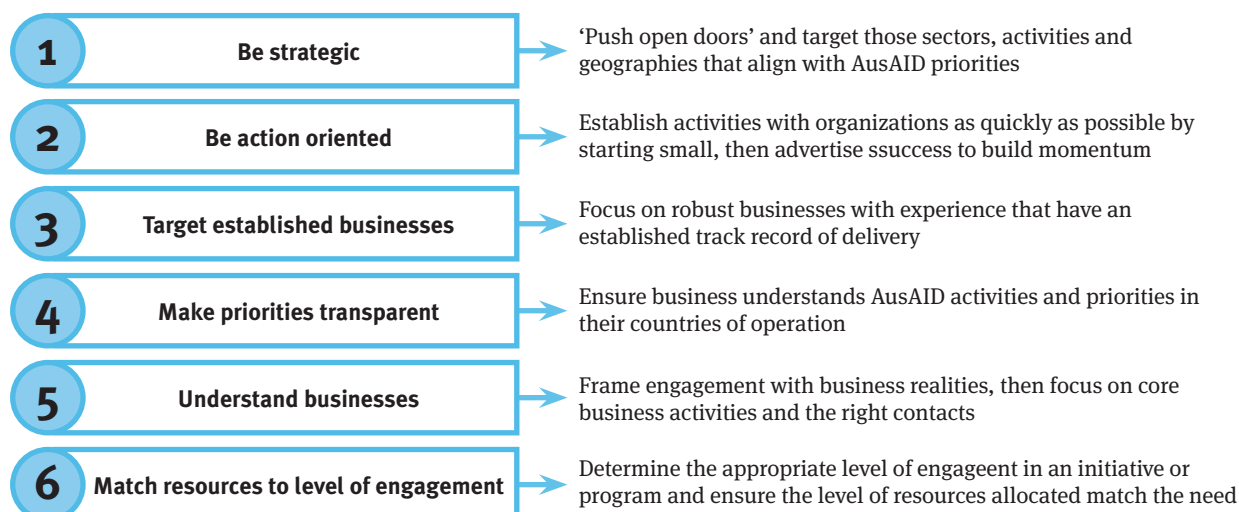 1
Be strategic
‘Push open doors’ and target those sectors, activities and
geographies that align with AusAID priorities
2
Be action oriented
Establish activities with organizations as quickly as possible by
starting small, then advertise ssuccess to build momentum
3
Target established businesses
Focus on robust businesses with experience that have an
established track record of delivery
4
Make priorities transparent
Ensure business understands AusAID activities and priorities in
their countries of operation
5
Understand businesses
Frame engagement with business realities, then focus on core
business activities and the right contacts
6
Match resources to level of engagement
Determine the appropriate level of engageent in an initiative or
program and ensure the level of resources allocated match the need